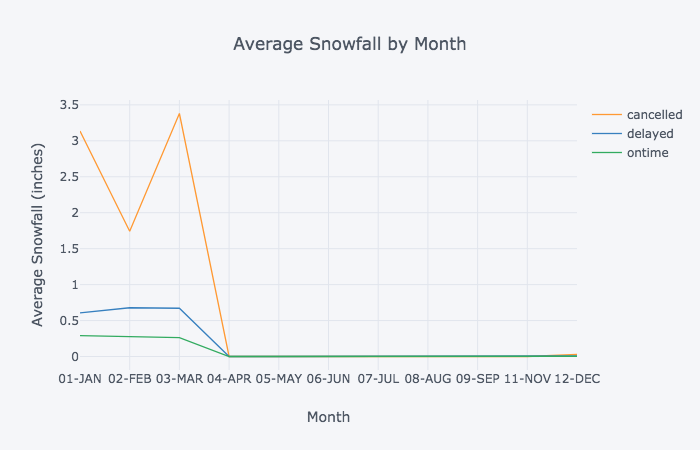 Average Snowfall by Month
cancelled
delayed
ontime
Average Snowfall (inches)
3.5
3
2.5
2
1.5
1
0.5
0
01-JAN 02-FEB 03-MAR 04-APR 05-MAY 06-JUN 07-JUL 08-AUG 09-SEP 11-NOV 12-DEC
Month